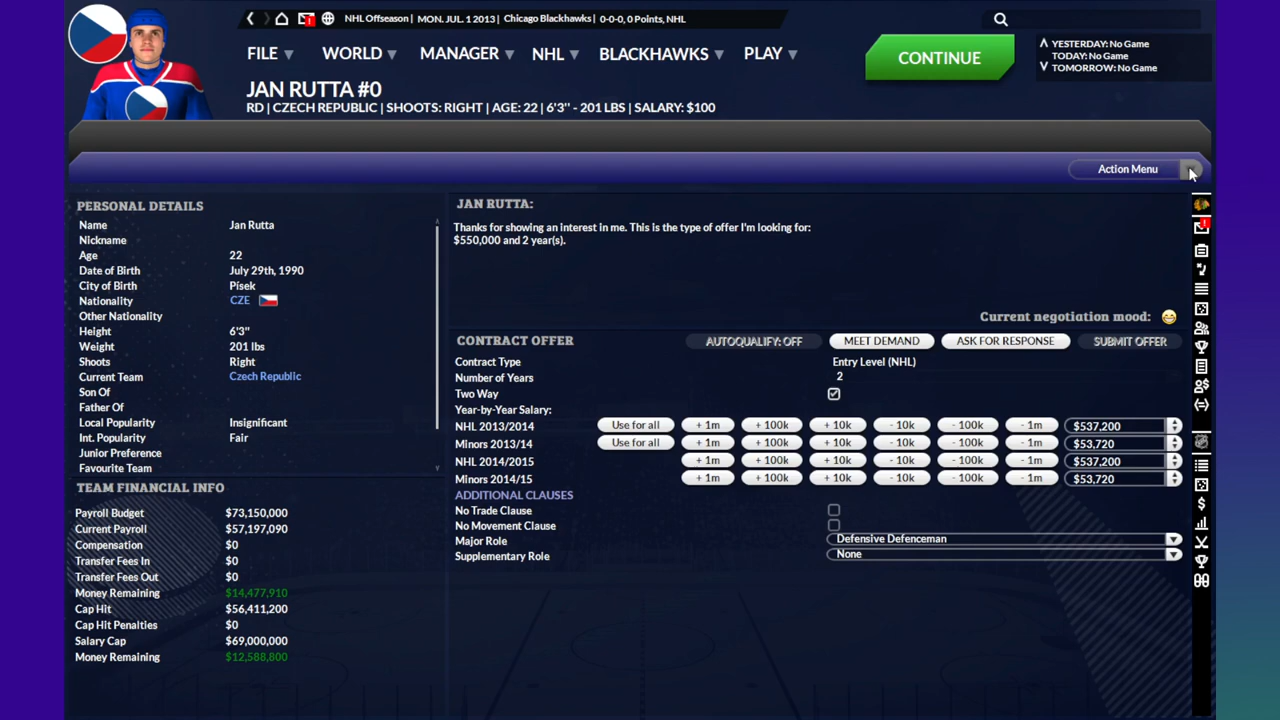 NHL Offseason | MON. JUL. 1 2013 | Chicago Blackhawks | 0-0-0, 0 Points, NHL
FILE WORLD MANAGER NHL BLACKHAWKS PLAY
CONTINUE
YESTERDAY: No Game
TODAY: No Game
TOMORROW: No Game
JAN RUTTA #0
RD | CZECH REPUBLIC | SHOOTS: RIGHT | AGE: 22 | 6'3'' - 201 LBS | SALARY: $100
Action Menu
PERSONAL DETAILS
Name Jan Rutta
Nickname
Age 22
Date of Birth July 29th, 1990
City of Birth Písek
Nationality CZE
Other Nationality
Height 6'3''
Weight 201 lbs
Shoots Right
Current Team Czech Republic
Son Of
Father Of
Local Popularity Insignificant
Int. Popularity Fair
Junior Preference
Favourite Team
TEAM FINANCIAL INFO
Payroll Budget $73,150,000
Current Payroll $57,197,090
Compensation $0
Transfer Fees In $0
Transfer Fees Out $0
Money Remaining $14,477,910
Cap Hit $56,411,200
Cap Hit Penalties $0
Salary Cap $69,000,000
Money Remaining $12,588,800
JAN RUTTA:
Thanks for showing an interest in me. This is the type of offer I'm looking for:
$550,000 and 2 year(s).
Current negotiation mood:
CONTRACT OFFER AUTOQUALIFY: OFF MEET DEMAND ASK FOR RESPONSE SUBMIT OFFER
Contract Type Entry Level (NHL)
Number of Years 2
Two Way
Year-by-Year Salary:
NHL 2013/2014 Use for all + 1m + 100k + 10k - 10k - 100k - 1m $537,200
Minors 2013/14 Use for all + 1m + 100k + 10k - 10k - 100k - 1m $53,720
NHL 2014/2015 + 1m + 100k + 10k - 10k - 100k - 1m $537,200
Minors 2014/15 + 1m + 100k + 10k - 10k - 100k - 1m $53,720
ADDITIONAL CLAUSES
No Trade Clause
No Movement Clause
Major Role Defensive Defenceman
Supplementary Role None